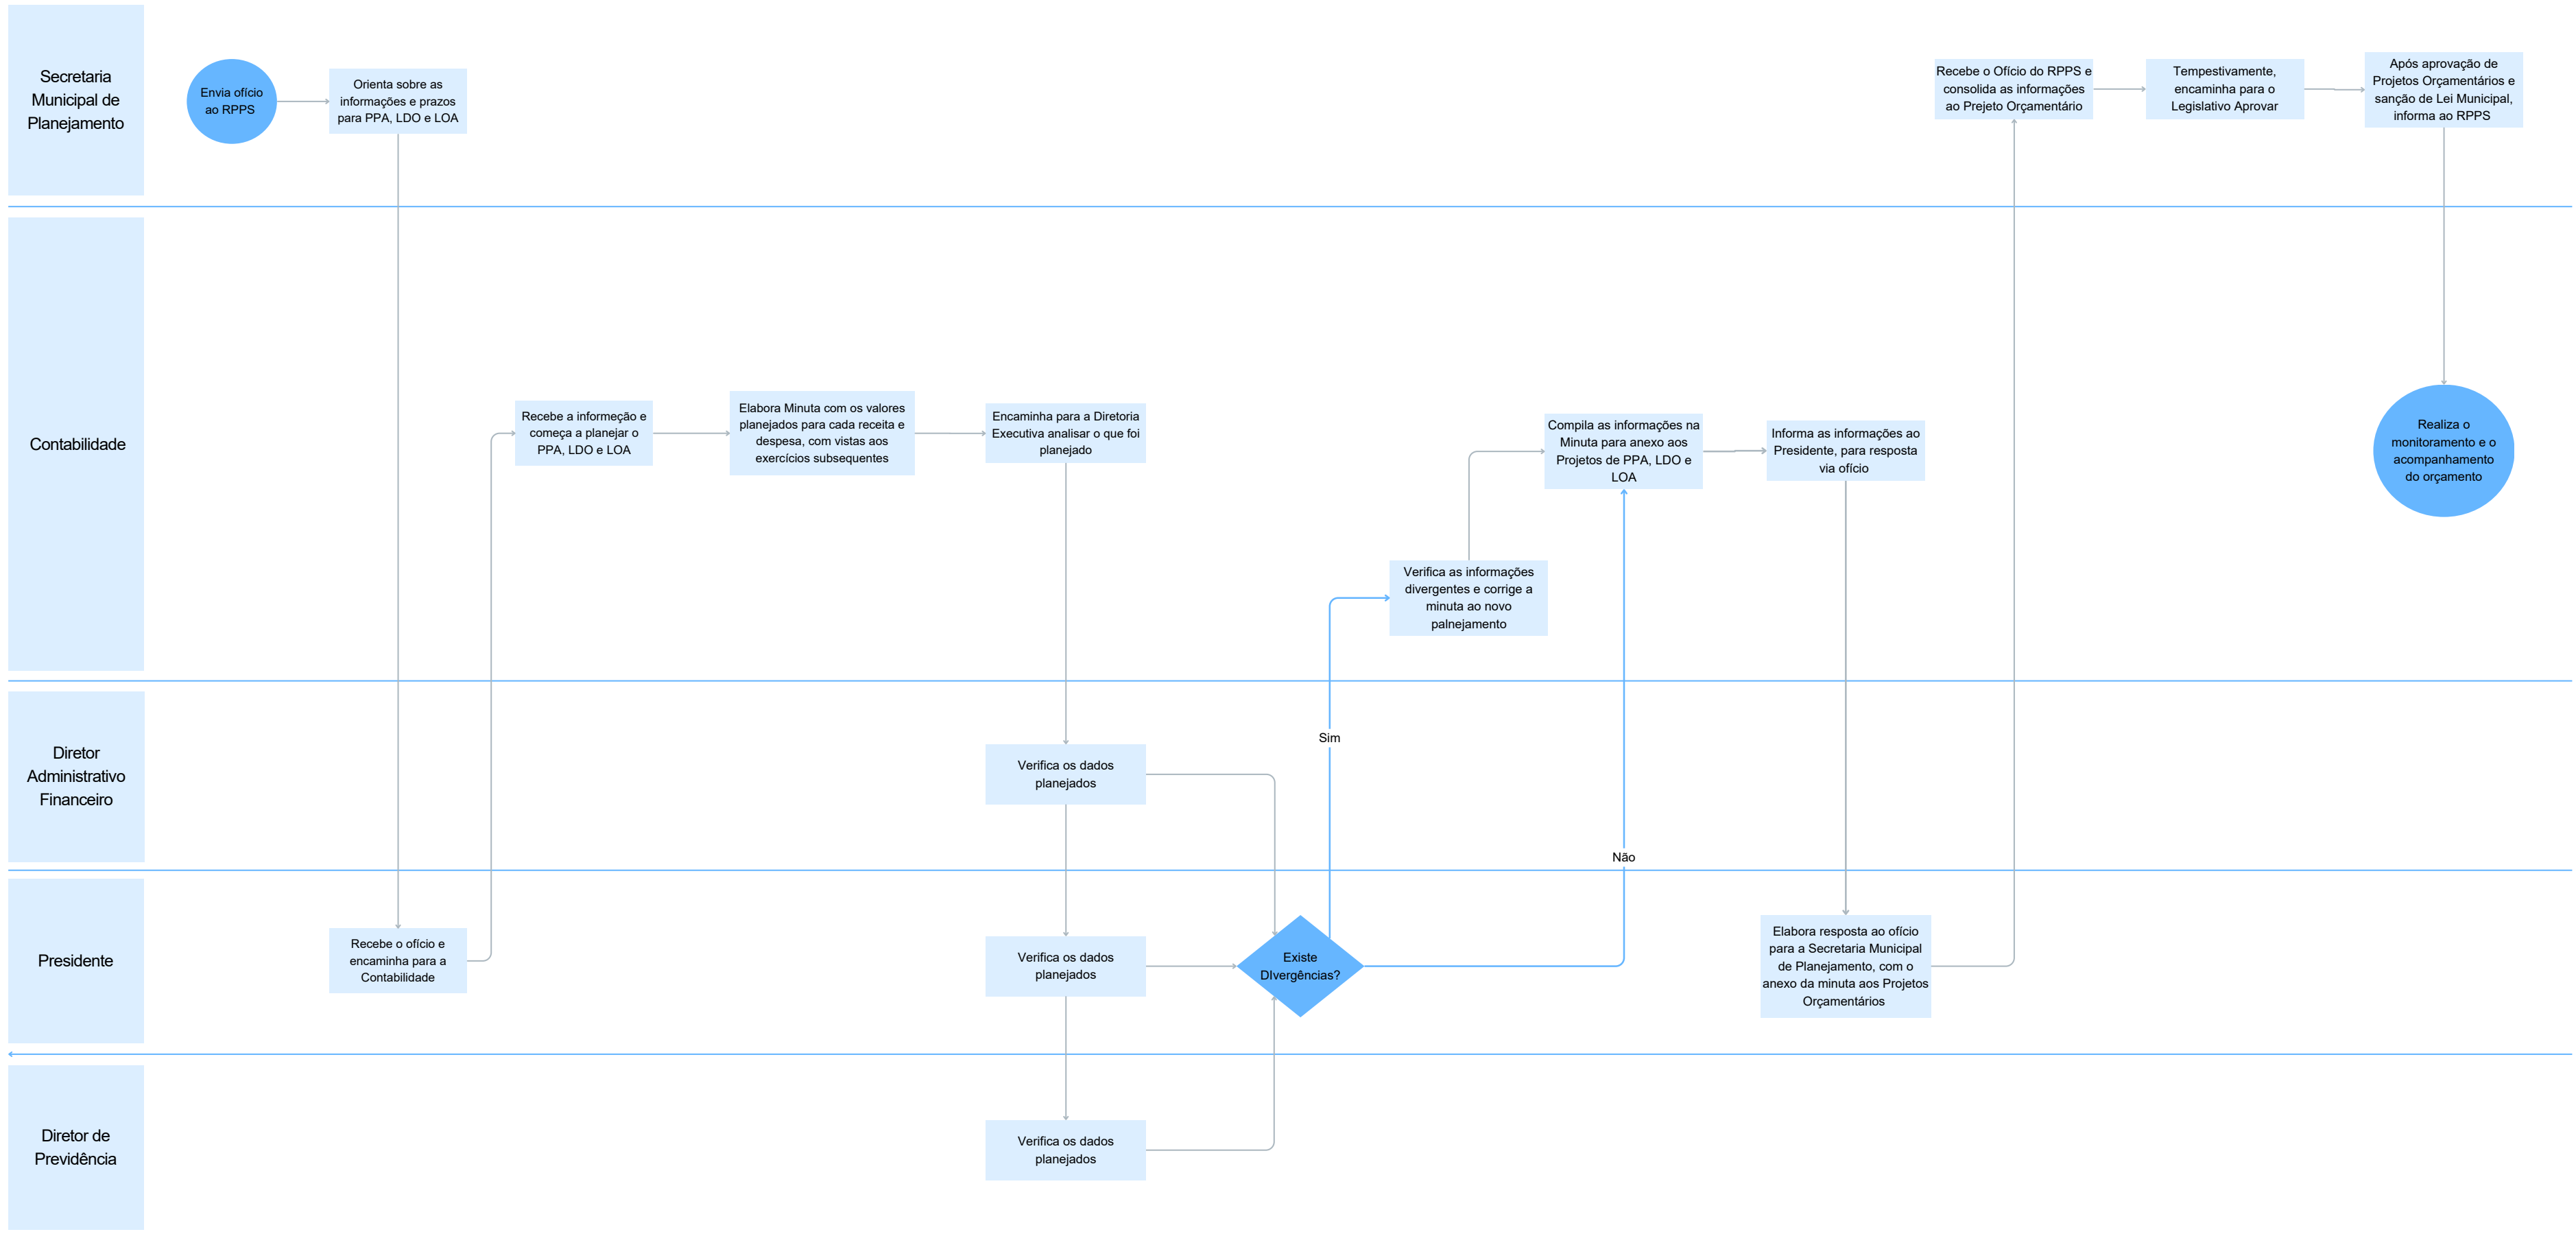 Secretaria
Municipal de
Planejamento
Envia ofício
ao RPPS
Orienta sobre as
informações e prazos
para PPA, LDO e LOA
Recebe o Ofício do RPPS e
consolida as informações
ao Prejeto Orçamentário
Tempestivamente,
encaminha para o
Legislativo Aprovar
Após aprovação de
Projetos Orçamentários e
sanção de Lei Municipal,
informa ao RPPS
Contabilidade
Recebe a informeção e
começa a planejar o
PPA, LDO e LOA
Elabora Minuta com os valores
planejados para cada receita e
despesa, com vistas aos
exercícios subsequentes
Encaminha para a Diretoria
Executiva analisar o que foi
planejado
Verifica as informações
divergentes e corrige a
minuta ao novo
palnejamento
Compila as informações na
Minuta para anexo aos
Projetos de PPA, LDO e
LOA
Informa as informações ao
Presidente, para resposta
via ofício
Realiza o
monitoramento e o
acompanhamento
do orçamento
Diretor
Administrativo
Financeiro
Verifica os dados
planejados
Sim
Não
Presidente
Recebe o ofício e
encaminha para a
Contabilidade
Verifica os dados
planejados
Existe
DIvergências?
Elabora resposta ao ofício
para a Secretaria Municipal
de Planejamento, com o
anexo da minuta aos Projetos
Orçamentários
Diretor de
Previdência
Verifica os dados
planejados